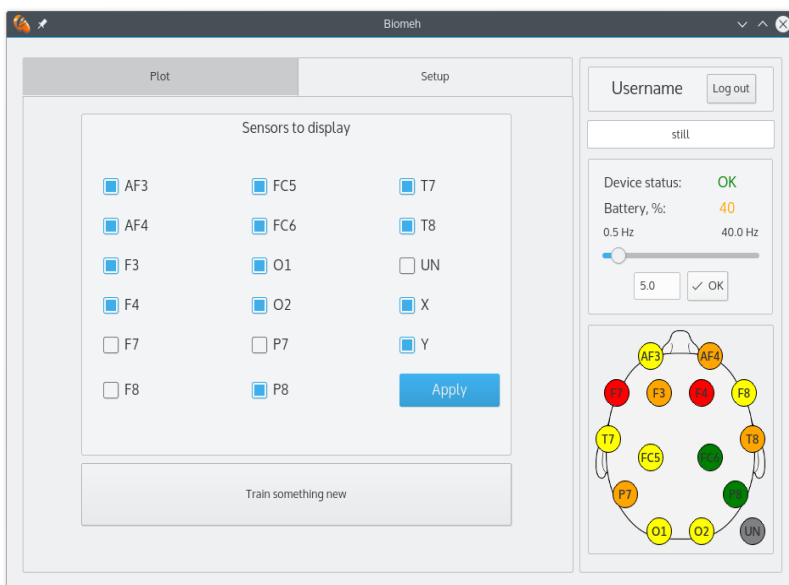 Biomeh
Plot
Setup
Sensors to display
AF3
FC5
T7
AF4
FC6
T8
F3
O1
UN
F4
O2
X
F7
P7
Y
F8
P8
Apply
Train something new
Username
Log out
still
Device status:
OK
Battery, %:
40
0.5 Hz
40.0 Hz
5.0
OK
AF3
AF4
F7
F3
F4
F8
T7
T8
FC5
FC6
P7
P8
O1
O2
UN